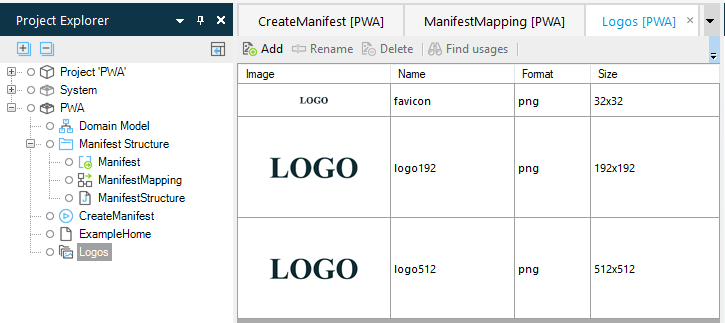 Project Explorer
CreateManifest [PWA]
ManifestMapping [PWA]
Logos [PWA]
Add
Rename
Delete
Find usages
Project 'PWA'
System
PWA
Domain Model
Manifest Structure
Manifest
ManifestMapping
ManifestStructure
CreateManifest
ExampleHome
Logos
Image Name Format Size
LOGO favicon png 32x32
LOGO logo192 png 192x192
LOGO logo512 png 512x512